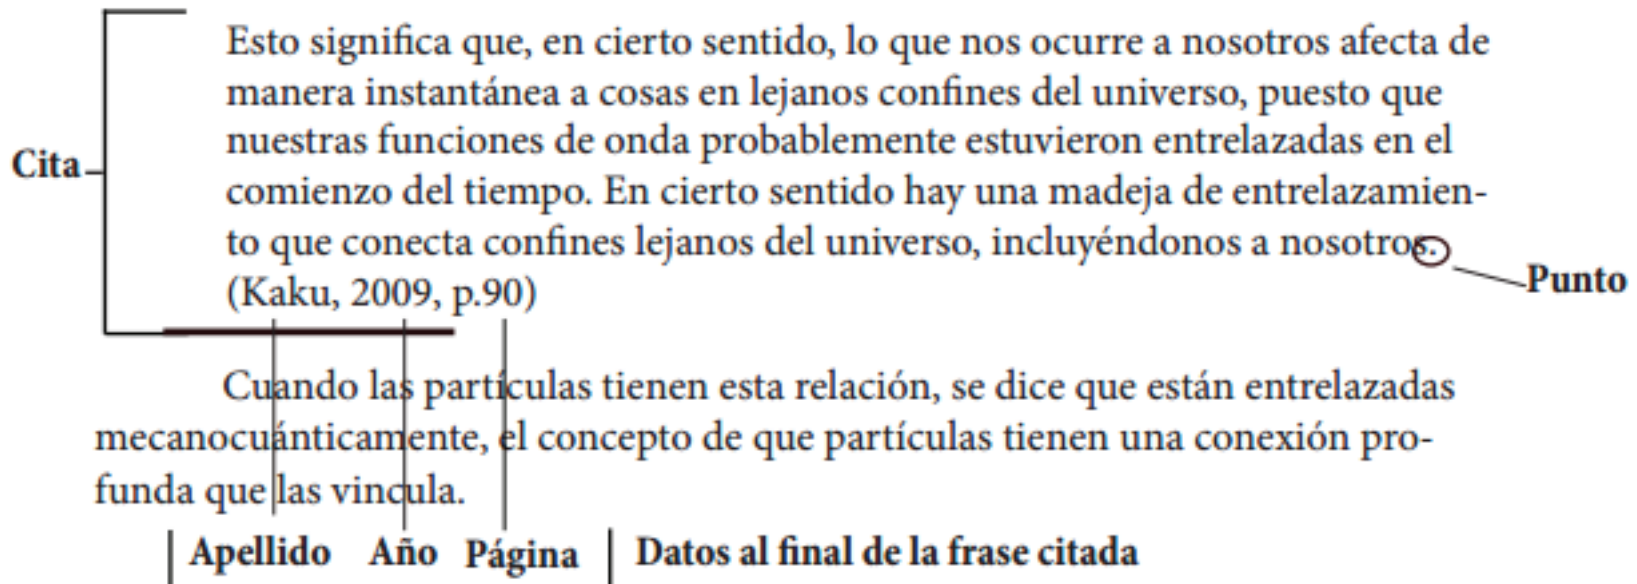 Esto significa que, en cierto sentido, lo que nos ocurre a nosotros afecta de
manera instantánea a cosas en lejanos confines del universo, puesto que
nuestras funciones de onda probablemente estuvieron entrelazadas en el
Cita
comienzo del tiempo. En cierto sentido hay una madeja de entrelazamien-
to que conecta confines lejanos del universo, incluyéndonos a nosotros.
Punto
(Kaku, 2009, p.90)
Cuando las partículas tienen esta relación, se dice que están entrelazadas
mecanocuánticamente, el concepto de que partículas tienen una conexión pro-
funda que las vincula.
Apellido Año Página Datos al final de la frase citada